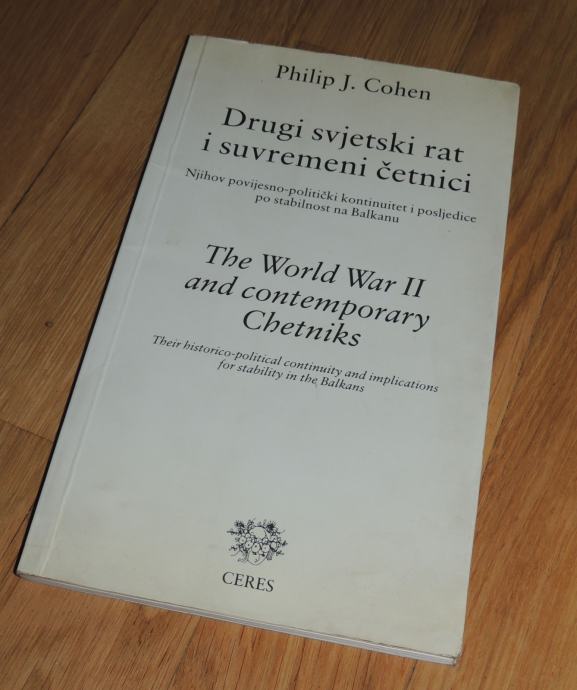 Philip J. Cohen
Drugi svjetski rat
i suvremeni četnici
Njihov povijesno-politički kontinuitet i posljedice
po stabilnost na Balkanu
The World War II
and contemporary
Chetniks
Their historico-political continuity and implications
for stability in the Balkans
CERES